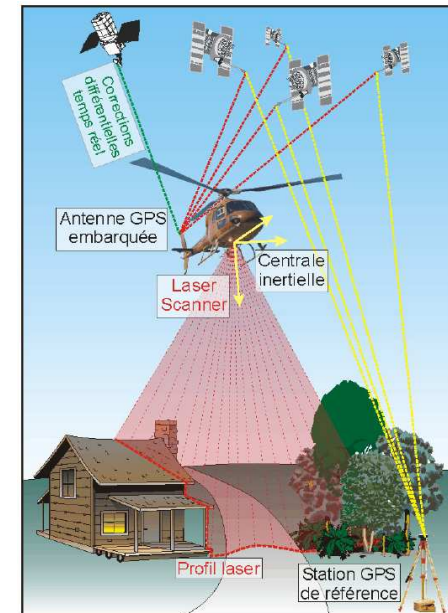 Corrections
différentielles
temps réel
Antenne GPS
embarquée
Centrale
inertielle
Laser
Scanner
Profil laser
Station GPS
de référence